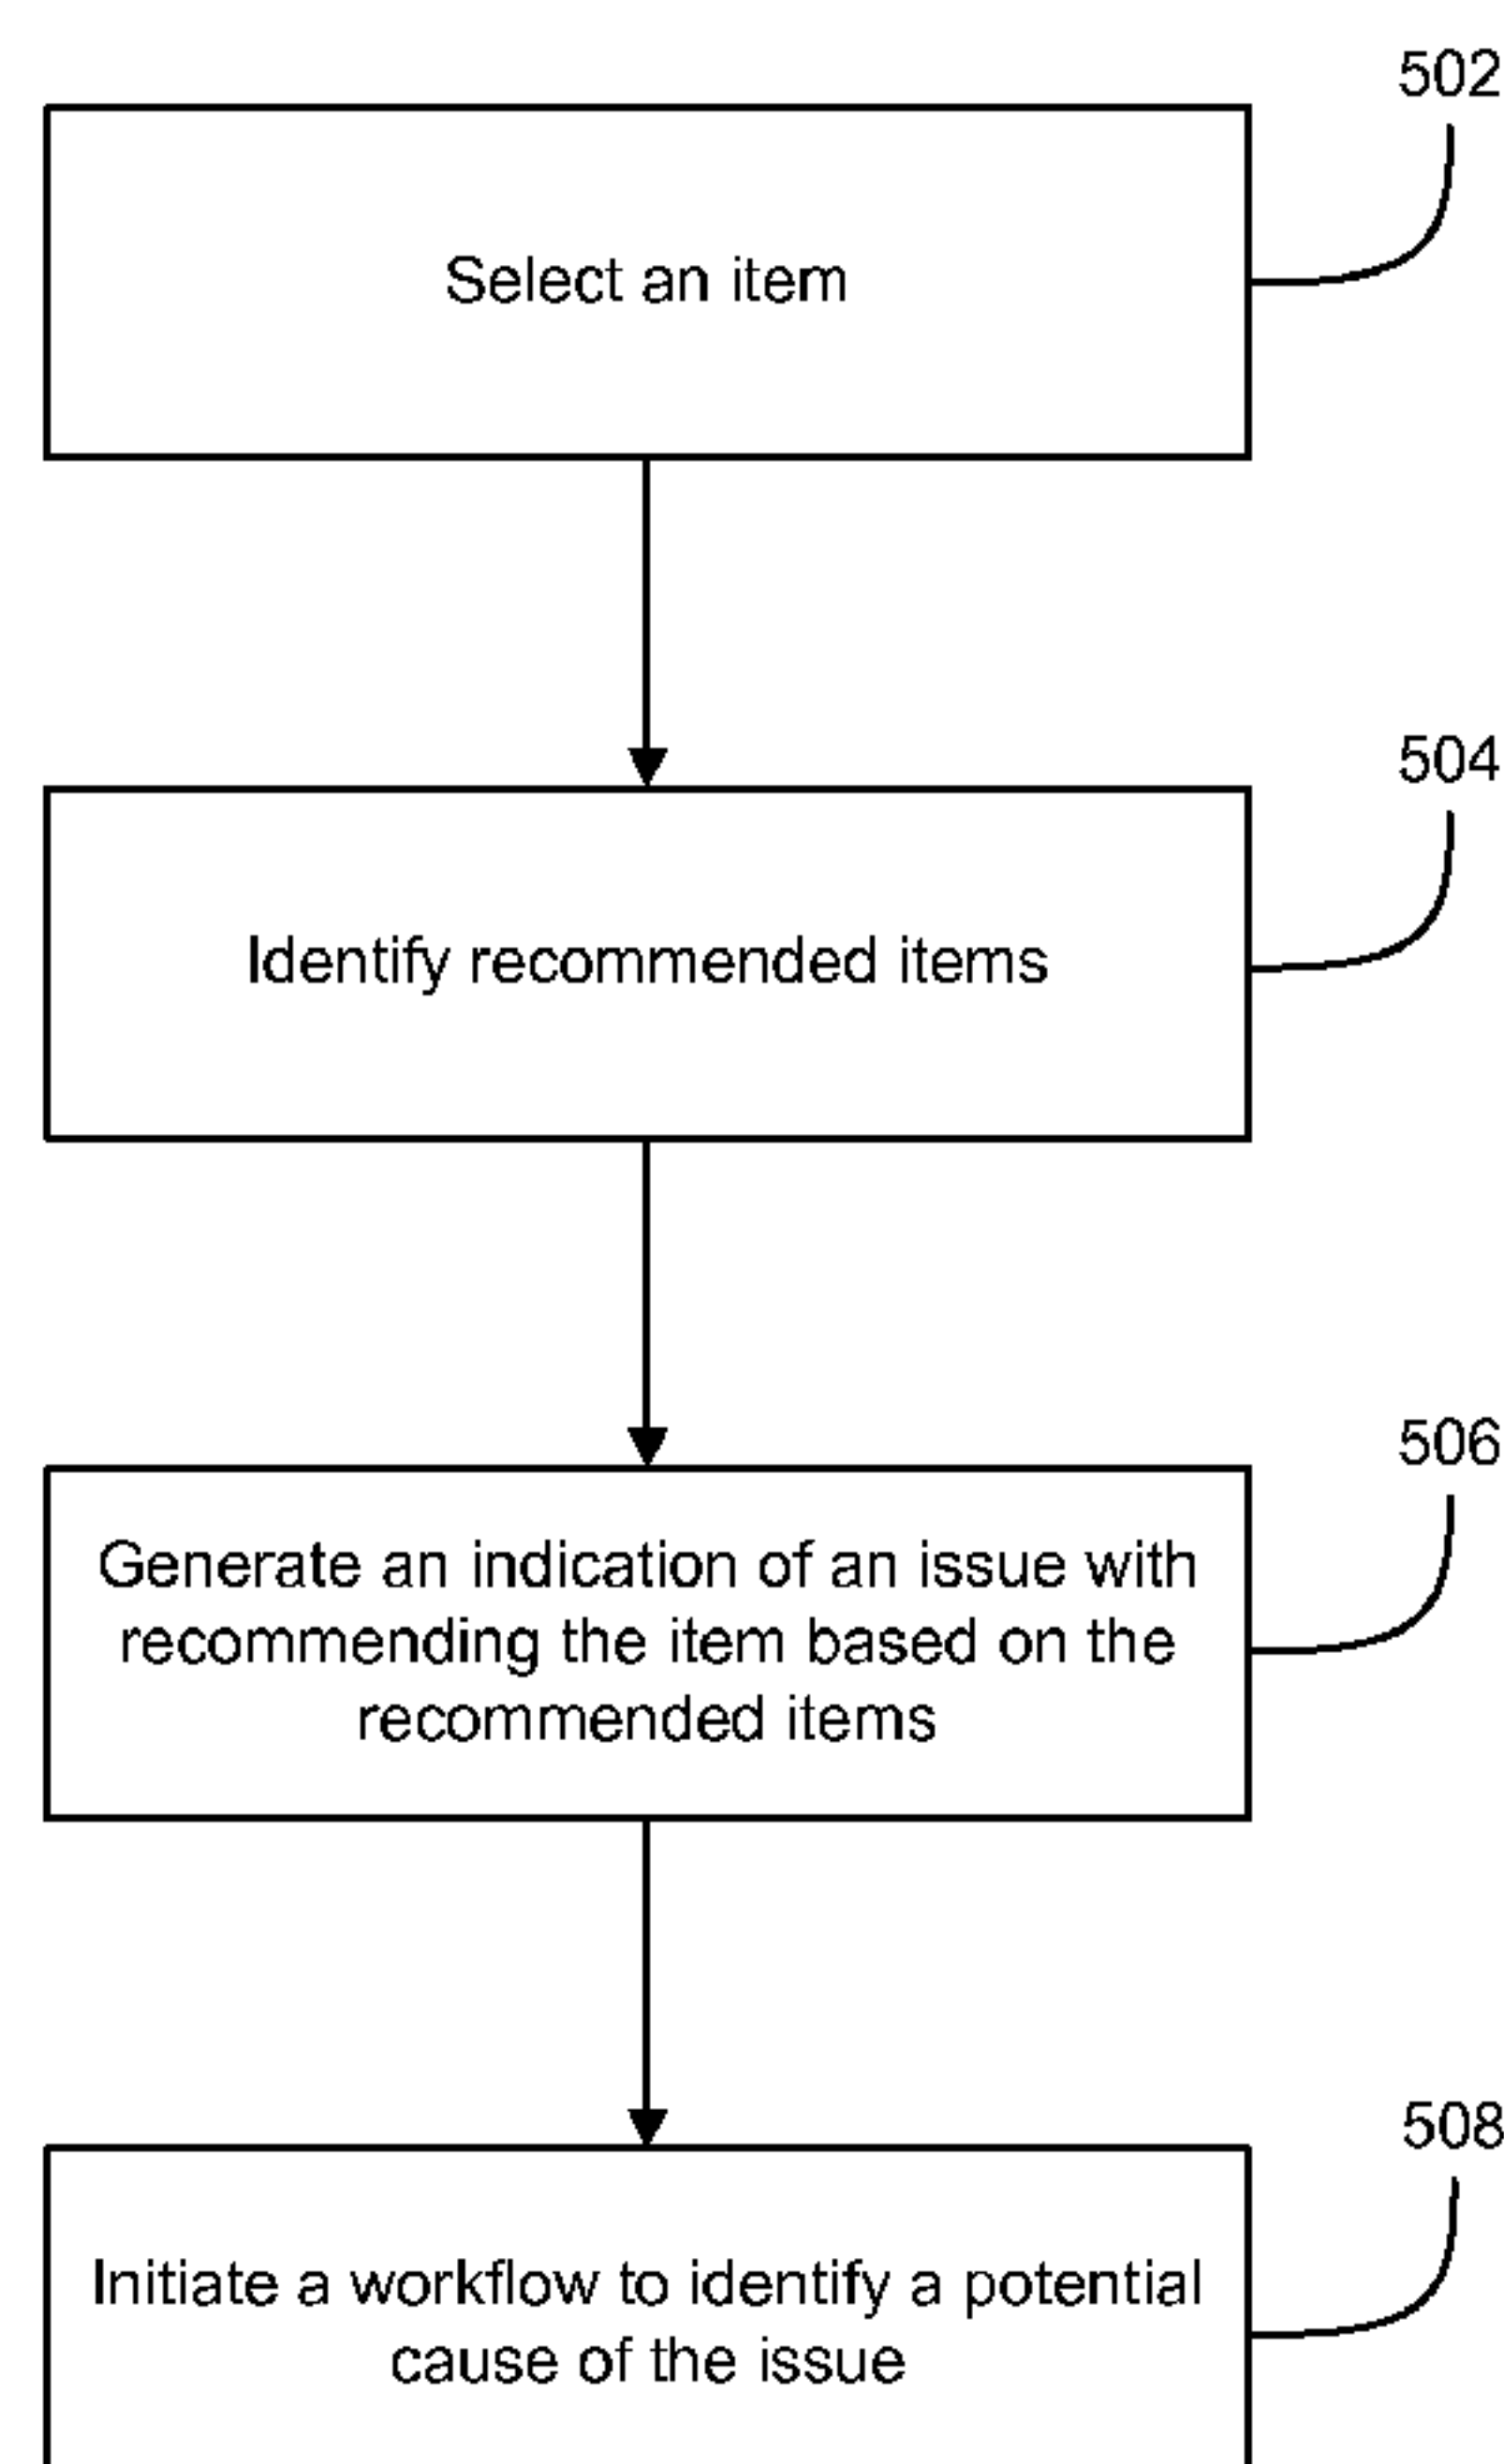 502
Select an item
504
Identify recommended items
506
Generate an indication of an issue with
recommending the item based on the
recommended items
508
Initiate a workflow to identify a potential
cause of the issue